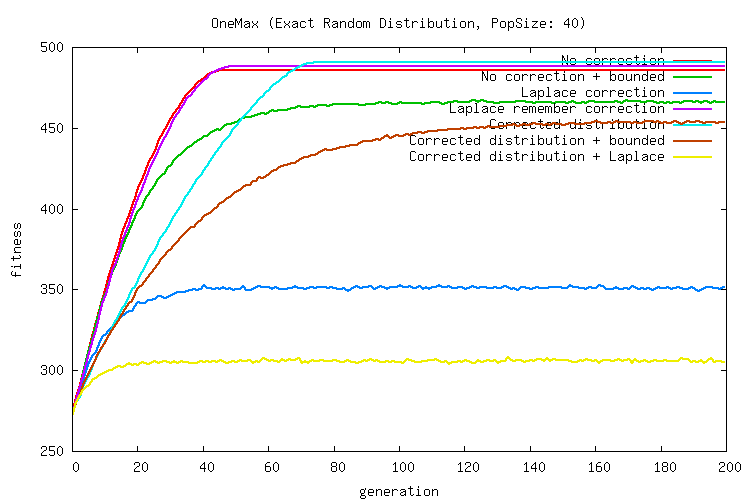 OneMax (Exact Random Distribution, PopSize: 40)
500
450
400
350
300
250
fitness
No correction
No correction + bounded
Laplace correction
Laplace remember correction
Corrected distribution
Corrected distribution + bounded
Corrected distribution + Laplace
0 20 40 60 80 100 120 140 160 180 200
generation